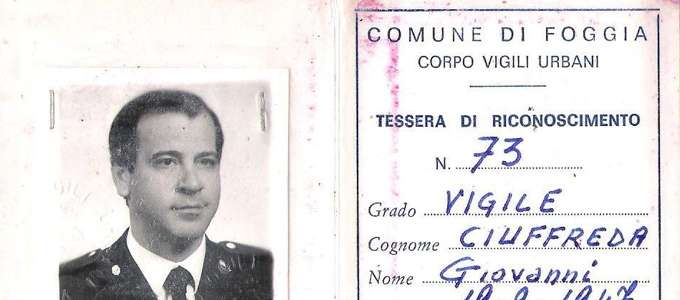 COMUNE DI FOGGIA
CORPO VIGILI URBANI
TESSERA DI RICONOSCIMENTO
N. 73
Grado VIGILE
Cognome CIUFFREDA
Nome Giovanni